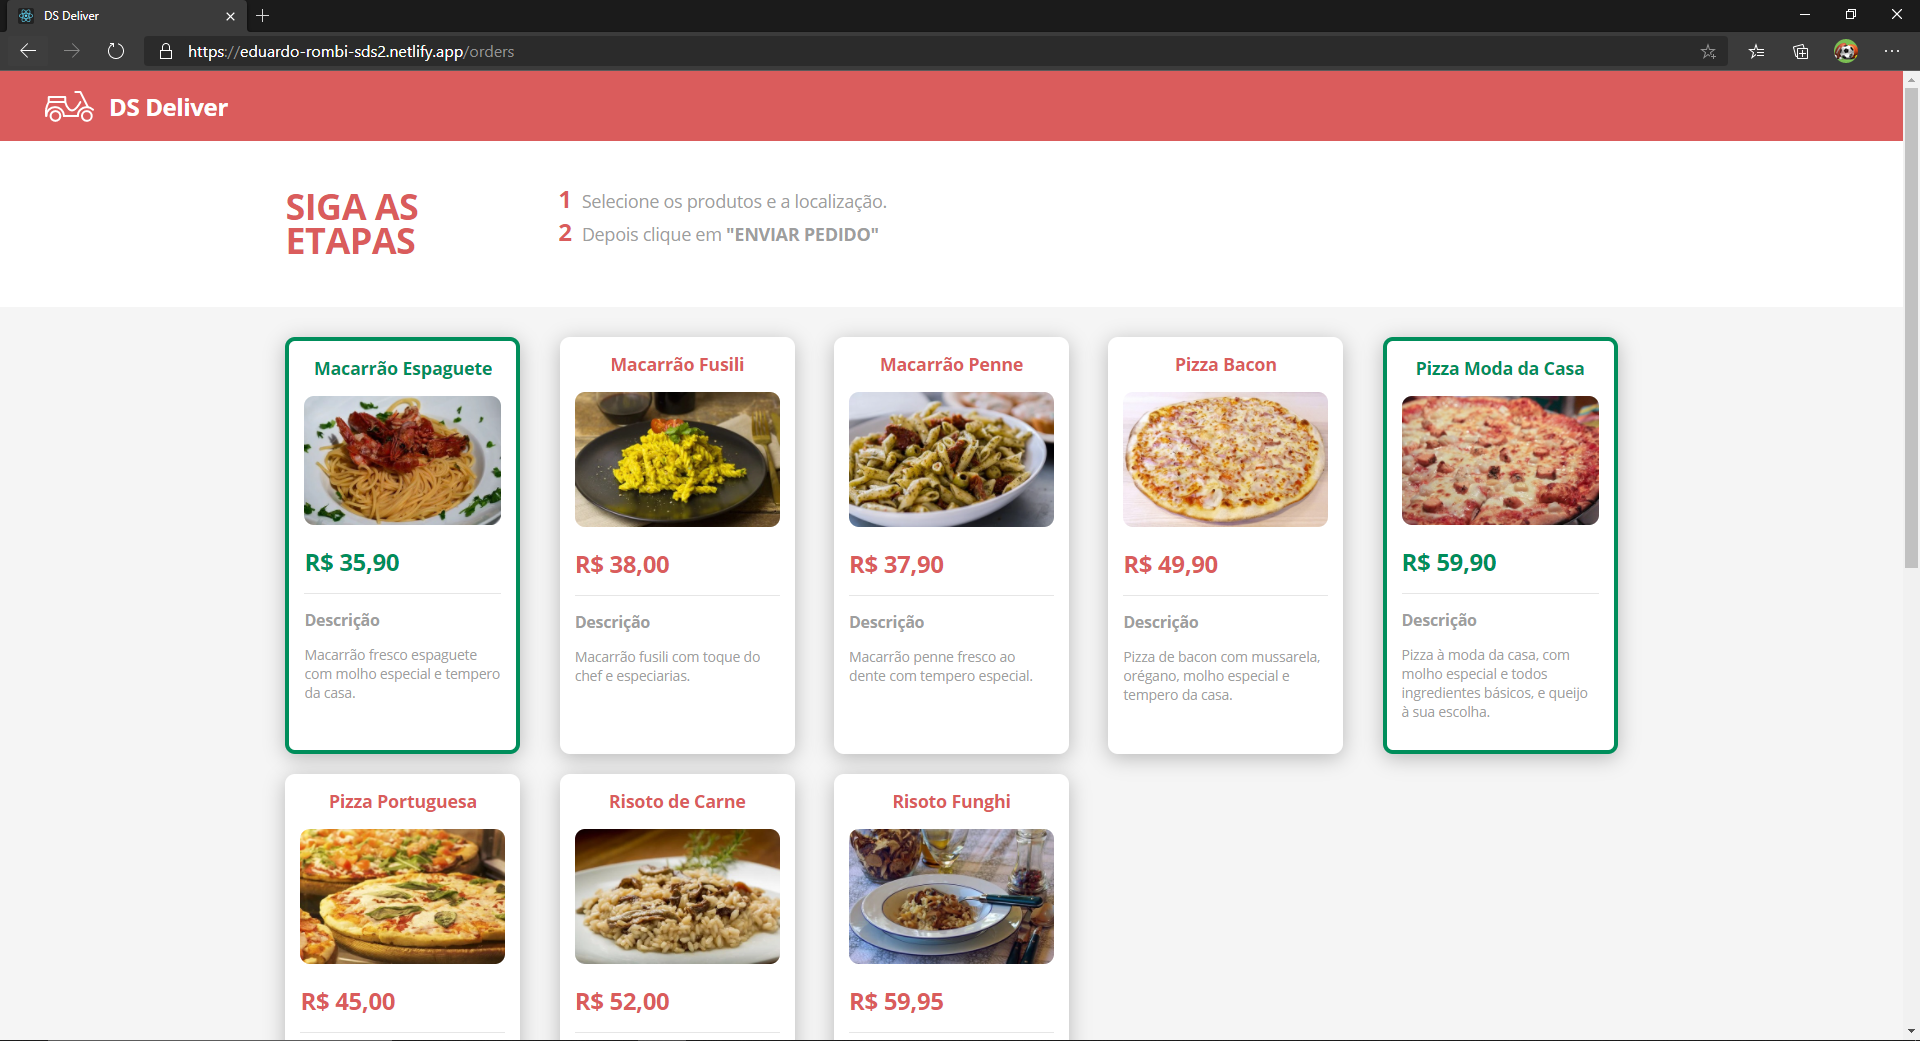 DS Deliver
https://eduardo-rombi-sds2.netlify.app/orders
DS Deliver
SIGA AS
ETAPAS
1 Selecione os produtos e a localização.
2 Depois clique em "ENVIAR PEDIDO"
Macarrão Espaguete
R$ 35,90
Descrição
Macarrão fresco espaguete
com molho especial e tempero
da casa.
Macarrão Fusili
R$ 38,00
Descrição
Macarrão fusili com toque do
chef e especiarias.
Macarrão Penne
R$ 37,90
Descrição
Macarrão penne fresco ao
dente com tempero especial.
Pizza Bacon
R$ 49,90
Descrição
Pizza de bacon com mussarela,
orégano, molho especial e
tempero da casa.
Pizza Moda da Casa
R$ 59,90
Descrição
Pizza à moda da casa, com
molho especial e todos
ingredientes básicos, e queijo
à sua escolha.
Pizza Portuguesa
R$ 45,00
Risoto de Carne
R$ 52,00
Risoto Funghi
R$ 59,95